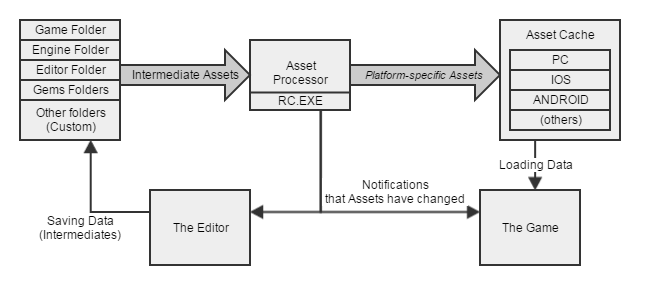 Game Folder
Engine Folder
Editor Folder
Gems Folders
Other folders
(Custom)
Intermediate Assets
Asset
Processor
RC.EXE
Platform-specific Assets
Asset Cache
PC
IOS
ANDROID
(others)
Loading Data
Notifications
that Assets have changed
Saving Data
(Intermediates)
The Editor
The Game